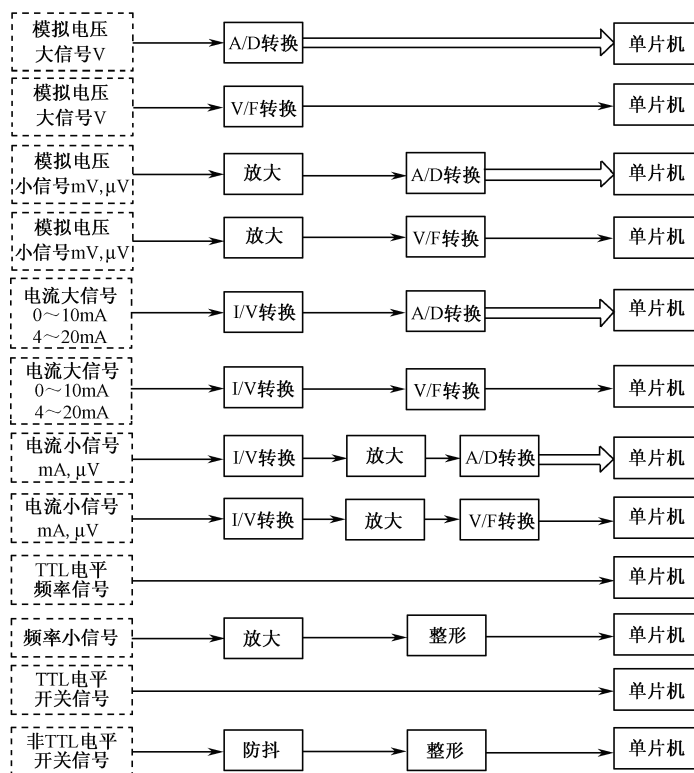 模拟电压
大信号V
A/D转换
单片机
模拟电压
大信号V
V/F转换
单片机
模拟电压
小信号mV,μV
放大
A/D转换
单片机
模拟电压
小信号mV,μV
放大
V/F转换
单片机
电流大信号
0～10mA
4～20mA
I/V转换
A/D转换
单片机
电流大信号
0～10mA
4～20mA
I/V转换
V/F转换
单片机
电流小信号
mA, μV
I/V转换
放大
A/D转换
单片机
电流小信号
mA, μV
I/V转换
放大
V/F转换
单片机
TTL电平
频率信号
单片机
频率小信号
放大
整形
单片机
TTL电平
开关信号
单片机
非TTL电平
开关信号
防抖
整形
单片机